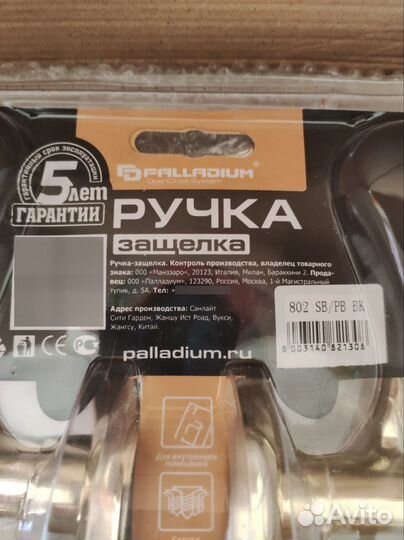 PALLADIUM®
Open|Close System
гарантийный срок эксплуатации
5 лет
ГАРАНТИИ
РУЧКА
защелка
Ручка-защелка. Контроль производства, владелец товарного
знака: ООО «Манззаро», 20123, Италия, Милан, Бараккини 2. Прода-
вец: ООО «Палладиум», 123290, Россия, Москва, 1-й Магистральный
тупик, д. 5А. Тел.: +
Адрес производства: Санлайт
Сити Гарден, Жаншу Ист Роад, Вукси,
Жангсу, Китай.
802 SB/PB BK
8 003140 821308
palladium.ru
Для внутренних
помещений
Avito